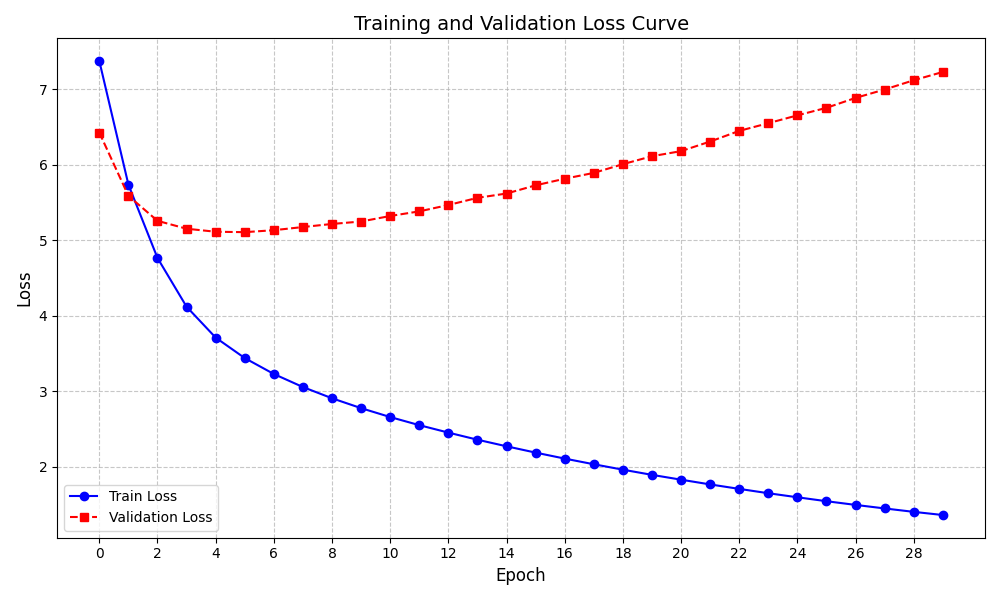 Training and Validation Loss Curve
Loss
7
6
5
4
3
2
Train Loss
Validation Loss
0 2 4 6 8 10 12 14 16 18 20 22 24 26 28
Epoch